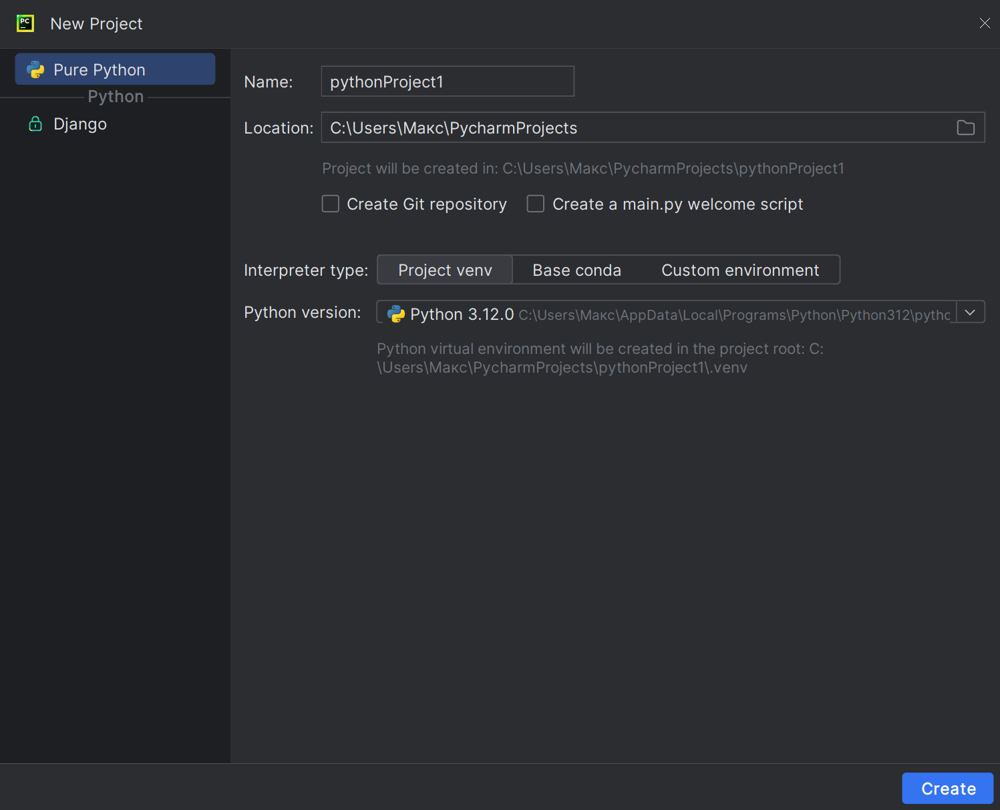 PC
New Project
Pure Python
Python
Django
Name: pythonProject1
Location: C:\Users\Макс\PycharmProjects
Project will be created in: C:\Users\Макс\PycharmProjects\pythonProject1
Create Git repository Create a main.py welcome script
Interpreter type: Project venv Base conda Custom environment
Python version: Python 3.12.0 C:\Users\Макс\AppData\Local\Programs\Python\Python312\pytho
Python virtual environment will be created in the project root: C:
\Users\Макс\PycharmProjects\pythonProject1\.venv
Create